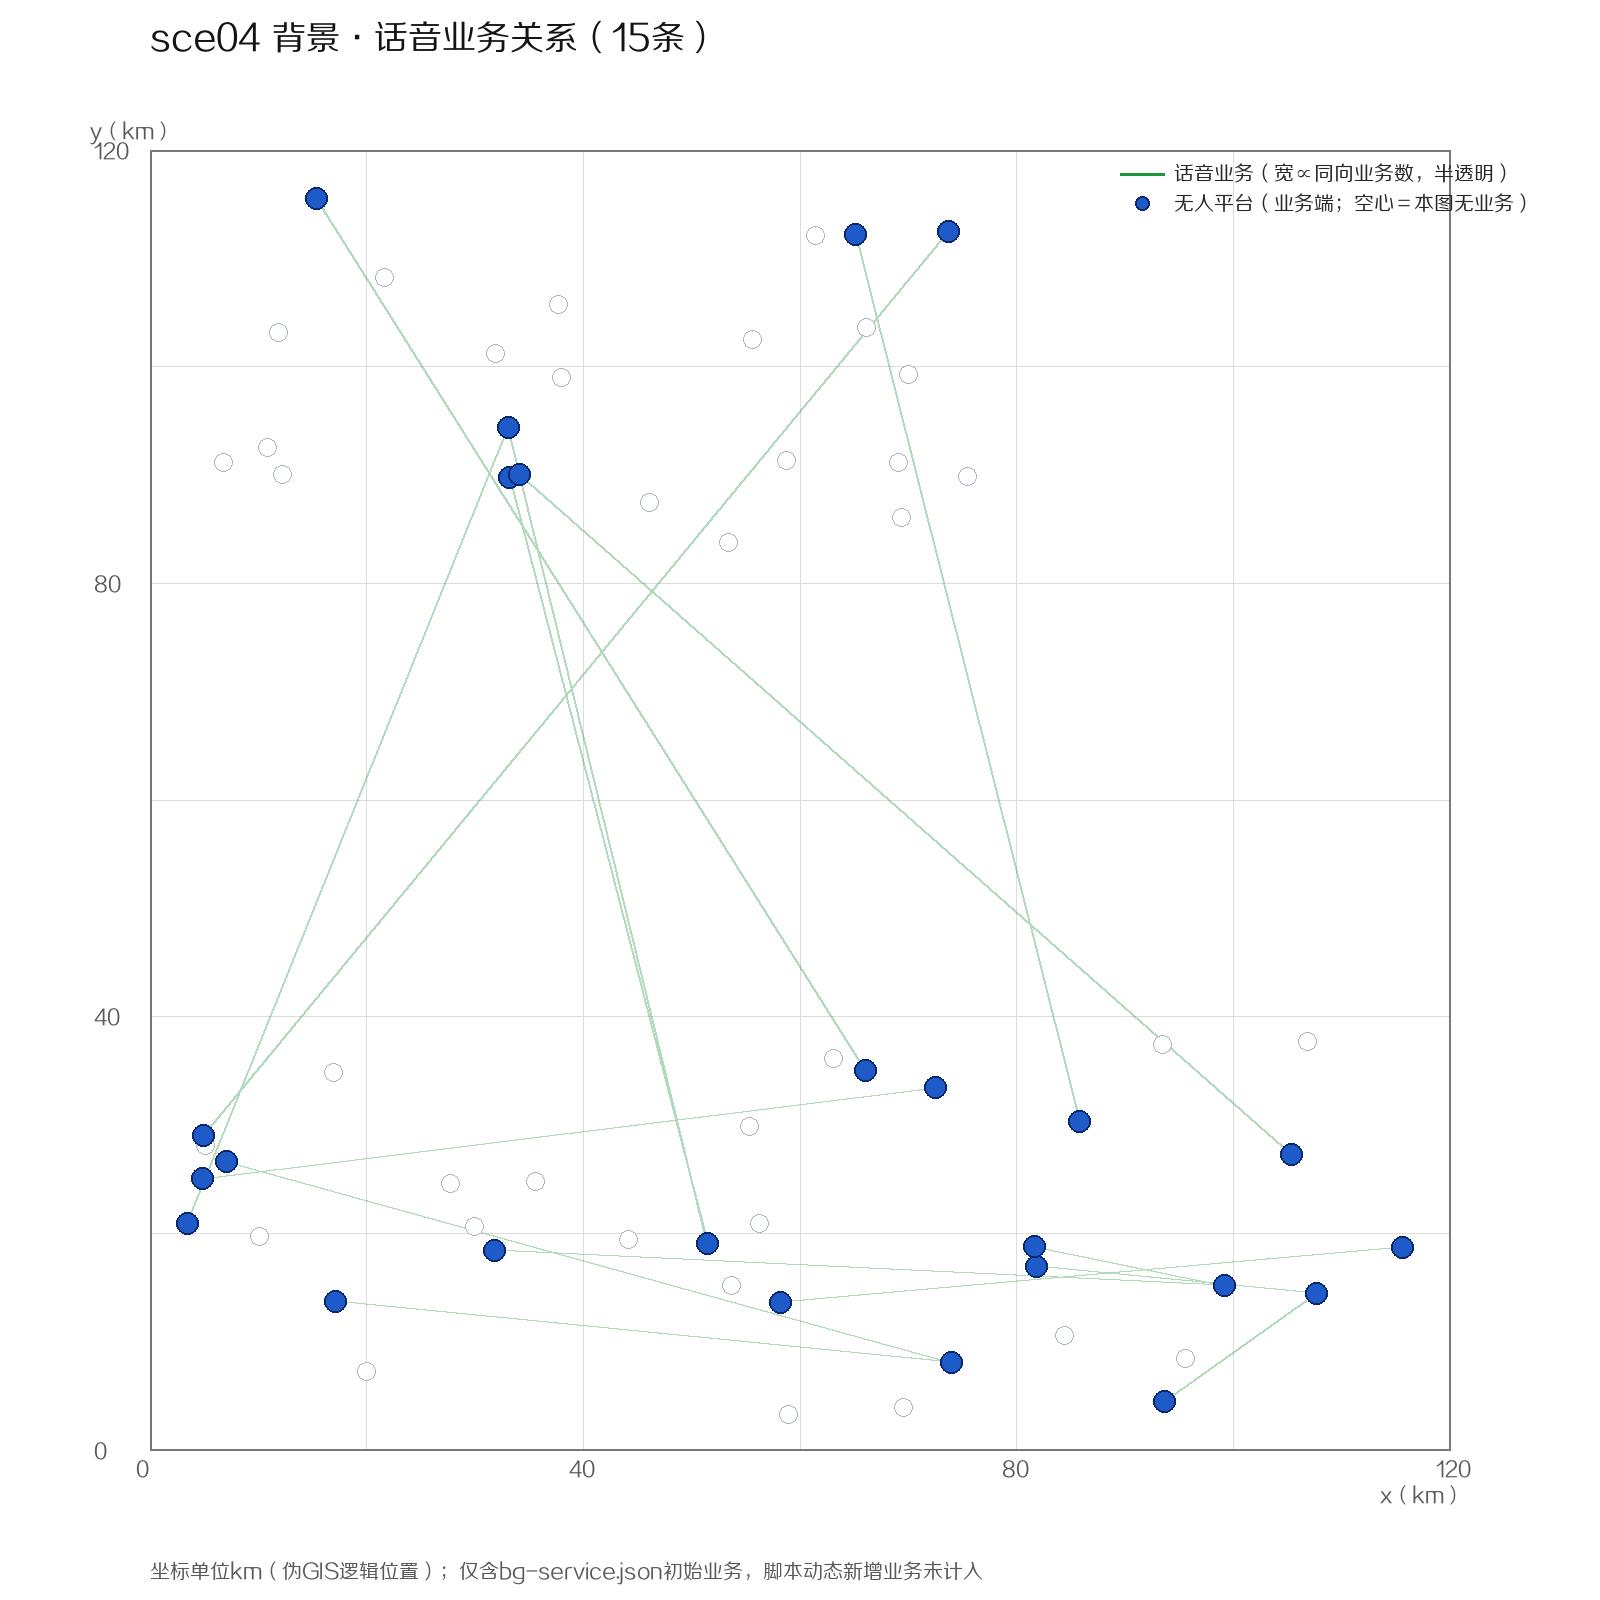 sce04 背景·话音业务关系（15条）
y（km）
120
话音业务（宽∝同向业务数，半透明）
无人平台（业务端；空心＝本图无业务）
80
40
0
0
40
80
120
x（km）
坐标单位km（伪GIS逻辑位置）；仅含bg-service.json初始业务，脚本动态新增业务未计入